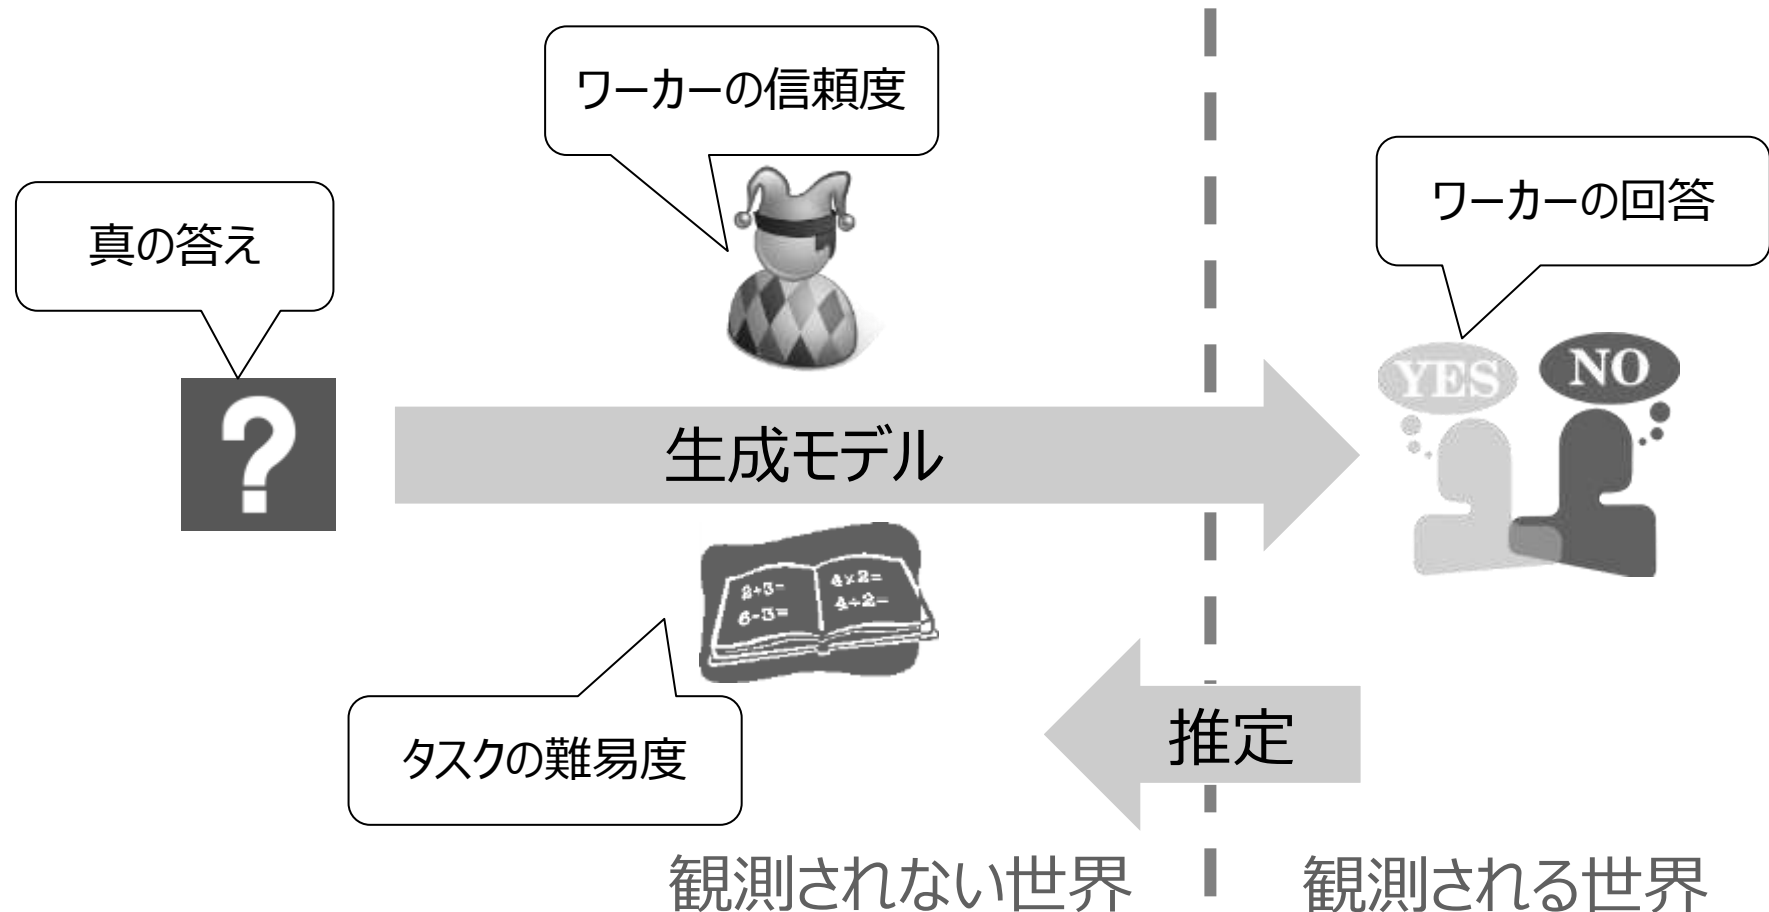 ワーカーの信頼度
ワーカーの回答
真の答え
YES
NO
?
生成モデル
2+3=
4×2=
6-3=
4÷2=
タスクの難易度
推定
観測されない世界
観測される世界